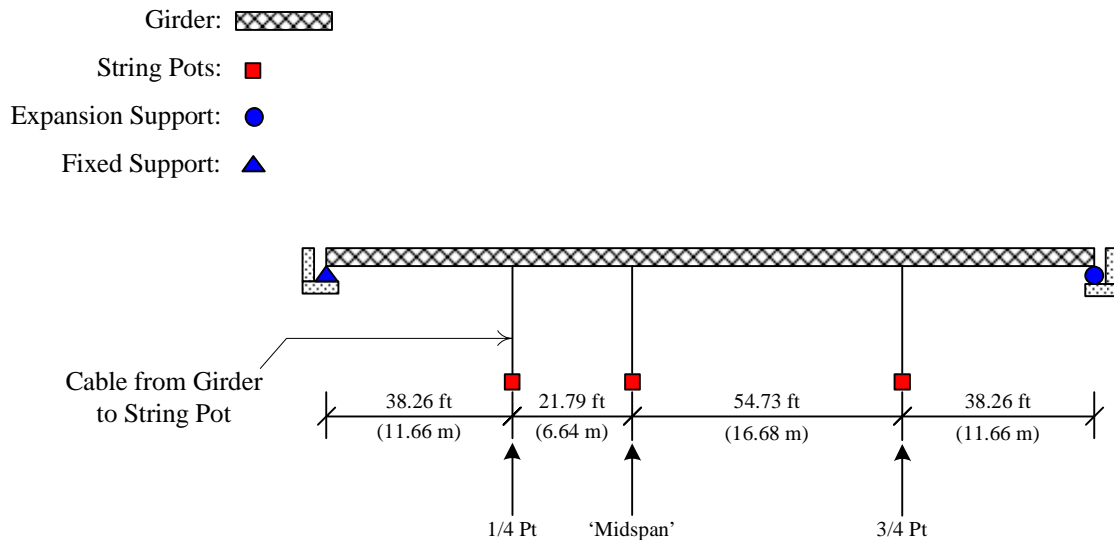 Girder:
String Pots:
Expansion Support:
Fixed Support:
Cable from Girder
to String Pot
38.26 ft
(11.66 m)
21.79 ft
(6.64 m)
54.73 ft
(16.68 m)
38.26 ft
(11.66 m)
1/4 Pt
‘Midspan’
3/4 Pt